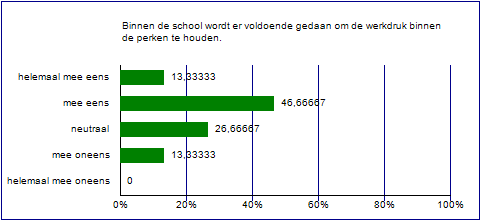 Binnen de school wordt er voldoende gedaan om de werkdruk binnen
de perken te houden.
helemaal mee eens 13,33333
mee eens 46,66667
neutraal 26,66667
mee oneens 13,33333
helemaal mee oneens 0
0% 20% 40% 60% 80% 100%